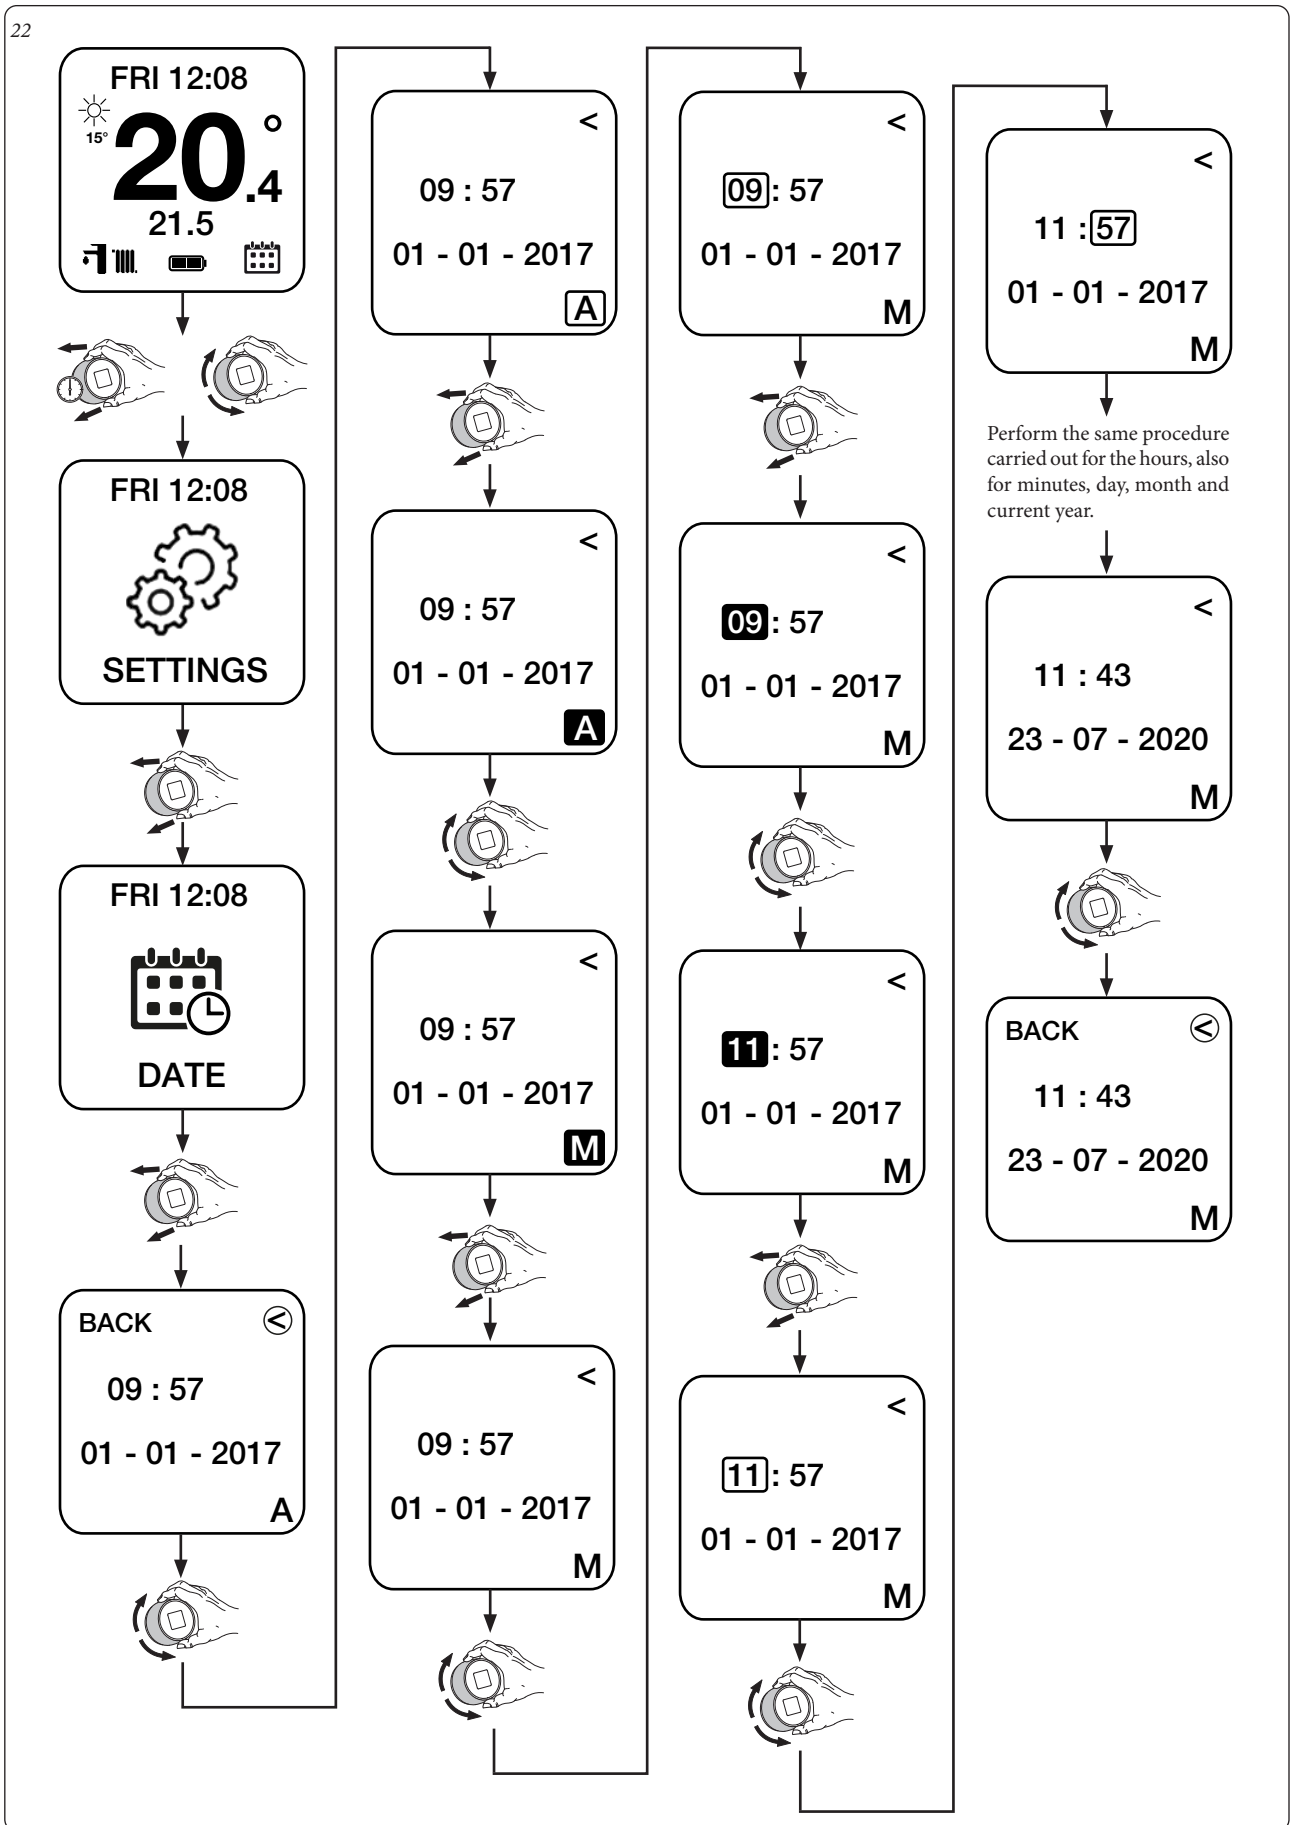 22
FRI 12:08
15°
20.4°
21.5
FRI 12:08
SETTINGS
FRI 12:08
DATE
BACK <
09 : 57
01 - 01 - 2017
A
<
09 : 57
01 - 01 - 2017
A
<
09 : 57
01 - 01 - 2017
A
<
09 : 57
01 - 01 - 2017
M
<
09 : 57
01 - 01 - 2017
M
<
09 : 57
01 - 01 - 2017
M
<
09 : 57
01 - 01 - 2017
M
<
11 : 57
01 - 01 - 2017
M
<
11 : 57
01 - 01 - 2017
M
<
11 : 57
01 - 01 - 2017
M
Perform the same procedure
carried out for the hours, also
for minutes, day, month and
current year.
<
11 : 43
23 - 07 - 2020
M
BACK <
11 : 43
23 - 07 - 2020
M